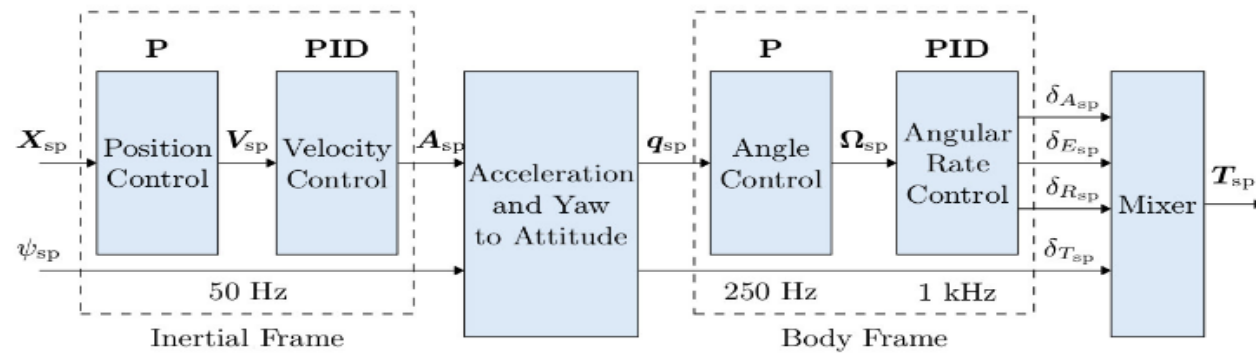 P
PID
P
PID
X_sp
Position
Control
V_sp
Velocity
Control
A_sp
Acceleration
and Yaw
to Attitude
q_sp
Angle
Control
Ω_sp
Angular
Rate
Control
δ_A_sp
δ_E_sp
δ_R_sp
Mixer
T_sp
ψ_sp
δ_T_sp
50 Hz
250 Hz
1 kHz
Inertial Frame
Body Frame